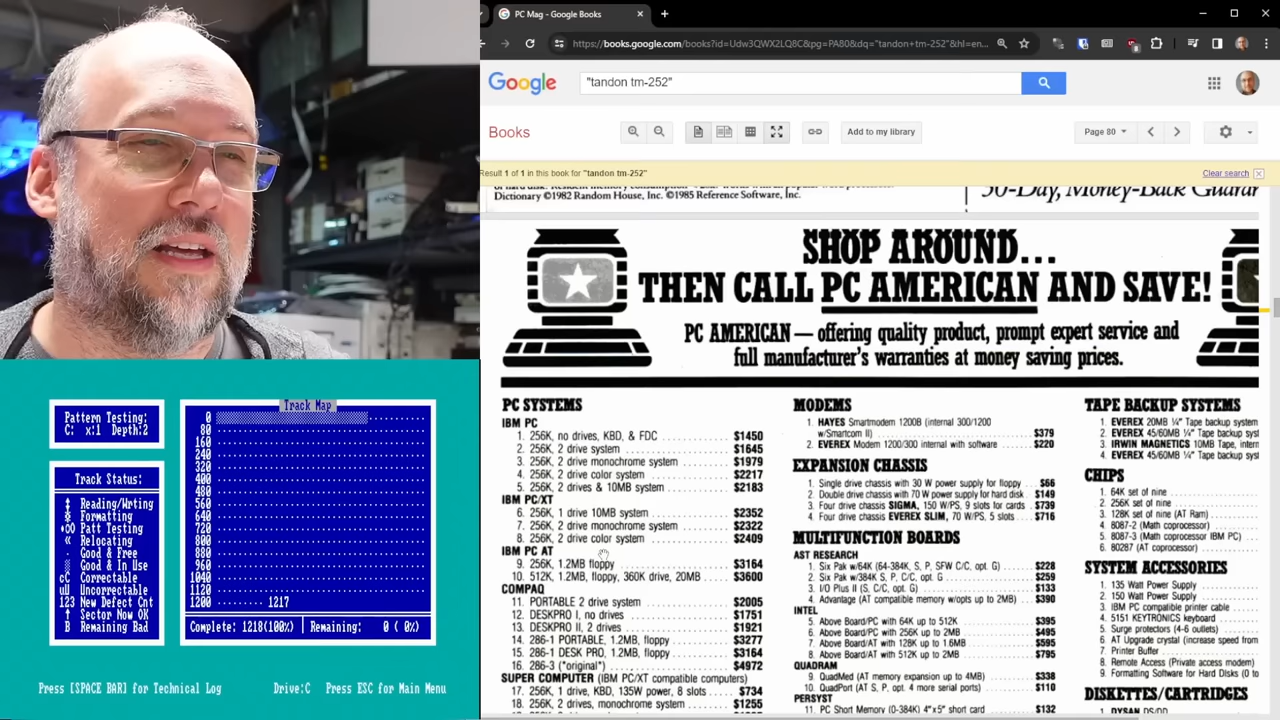 PC Mag - Google Books
https://books.google.com/books?id=Udw3QWX2LQ8C&pg=PA80&dq="tandon+tm-252"&hl=en...
Google
"tandon tm-252"
Books
Add to my library
Page 80
Result 1 of 1 in this book for "tandon tm-252"
Clear search
Dictionary ©1982 Random House, Inc. ©1985 Reference Software, Inc.
30-Day, Money-Back Guarar
SHOP AROUND...
THEN CALL PC AMERICAN AND SAVE!
PC AMERICAN — offering quality product, prompt expert service and
full manufacturer's warranties at money saving prices.
PC SYSTEMS
IBM PC
1. 256K, no drives, KBD, & FDC $1450
2. 256K, 2 drive system $1645
3. 256K, 2 drive monochrome system $1979
4. 256K, 2 drive color system $2217
5. 256K, 2 drives & 10MB system $2183
IBM PC/XT
6. 256K, 1 drive 10MB system $2352
7. 256K, 2 drive monochrome system $2322
8. 256K, 2 drive color system $2409
IBM PC AT
9. 256K, 1.2MB floppy $3164
10. 512K, 1.2MB, floppy, 360K drive, 20MB $3600
COMPAQ
11. PORTABLE 2 drive system $2005
12. DESKPRO I, no drives $1751
13. DESKPRO II, 2 drives $1921
14. 286-1 PORTABLE, 1.2MB, floppy $3277
15. 286-1 DESK PRO, 1.2MB, floppy $3164
16. 286-3 (*original*) $4972
SUPER COMPUTER (IBM PC/XT compatible computers)
17. 256K, 1 drive, KBD, 135W power, 8 slots $734
18. 256K, 2 drives, monochrome system $1255
MODEMS
1. HAYES Smartmodem 1200B (internal 300/1200
w/Smartcom II) $379
2. EVEREX Modem 1200/300 internal with software $220
EXPANSION CHASSIS
1. Single drive chassis with 30 W power supply for floppy $66
2. Double drive chassis with 70 W power supply for hard disk $149
3. Four drive chassis SIGMA, 150 W/PS, 9 slots for cards $739
4. Four drive chassis EVEREX SLIM, 70 W/PS, 5 slots $716
MULTIFUNCTION BOARDS
AST RESEARCH
1. Six Pak w/64K (64-384K, S, P, SFW C/C, opt. G) $228
2. Six Pak w/384K S, P, C/C, opt. G $259
3. I/O Plus II (S, C/C, opt. G) $133
4. Advantage (AT compatible memory w/opts up to 2MB) $390
INTEL
5. Above Board/PC with 64K up to 512K $395
6. Above Board/PC with 256K up to 2MB $495
7. Above Board/AT with 128K up to 1.6MB $595
8. Above Board/AT with 512K up to 2MB $795
QUADRAM
9. QuadMed (AT memory expansion up to 4MB) $338
10. QuadPort (AT S, P, opt. 4 more serial ports) $110
PERSYST
11. PC Short Memory (0-384K) 4"x5" short card $132
TAPE BACKUP SYSTEMS
1. EVEREX 20MB ¼" Tape backup syst
2. EVEREX 45/60MB ¼" Tape backup sys
3. IRWIN MAGNETICS 10MB Tape, intern
4. EVEREX 45/60MB ¼" Tape backup syst
CHIPS
1. 64K set of nine
2. 256K set of nine
3. 128K set of nine (AT Ram)
4. 8087-2 (Math coprocessor)
5. 8087-3 (Math coprocessor IBM PC)
6. 80287 (AT coprocessor)
SYSTEM ACCESSORIES
1. 135 Watt Power Supply
2. 150 Watt Power Supply
3. IBM PC compatible printer cable
4. 5151 KEYTRONICS keyboard
5. Surge protectors (4-6 outlets)
6. AT Upgrade crystal (increase speed from
7. Printer Buffer
8. Remote Access (Private access modem)
9. Formatting Software for Hard Disks (0 to
DISKETTES/CARTRIDGES
1. DYSAN DS/DD
Pattern Testing:
C: x:1 Depth:2
Track Status:
Reading/Writing
Formatting
Patt Testing
« Relocating
Good & Free
Good & In Use
cC Correctable
uU Uncorrectable
123 New Defect Cnt
↑ Sector Now OK
B Remaining Bad
Track Map
0
80
160
240
320
400
480
560
640
720
800
880
960
1040
1120
1200 1217
Complete: 1218(100%) Remaining: 0 ( 0%)
Press [SPACE BAR] for Technical Log Drive:C Press ESC for Main Menu